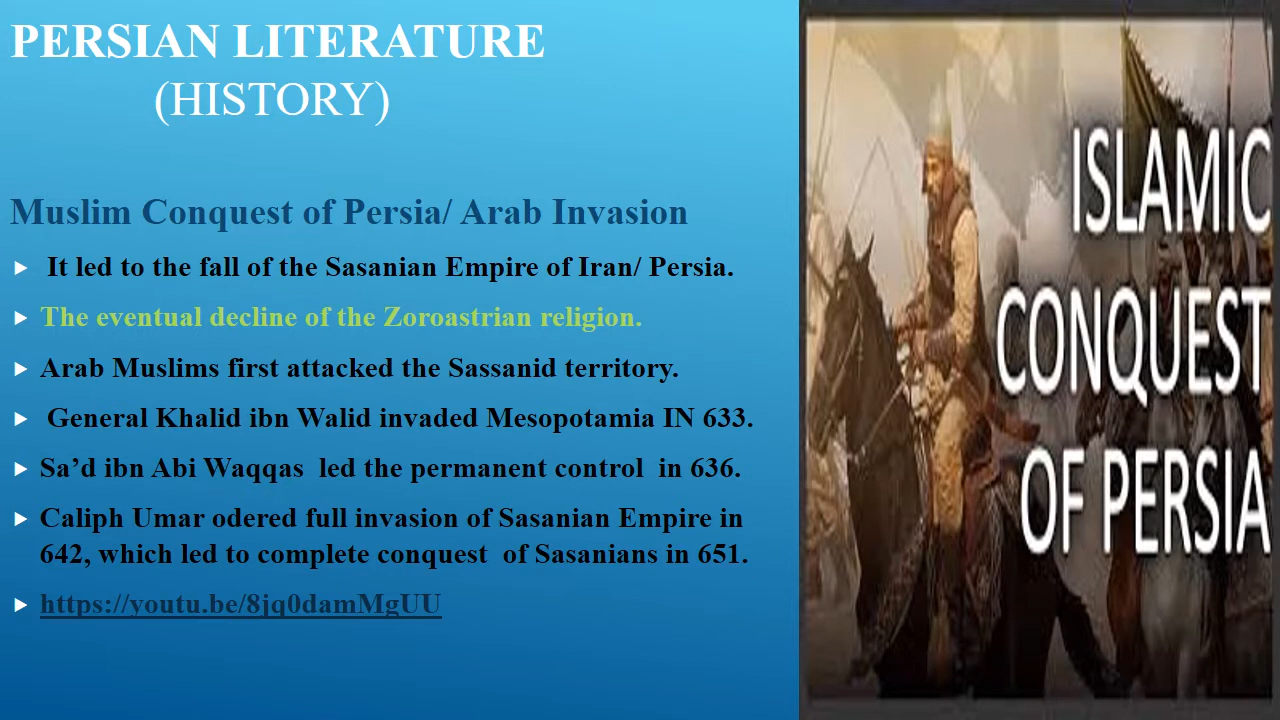 PERSIAN LITERATURE
(HISTORY)
Muslim Conquest of Persia/ Arab Invasion
It led to the fall of the Sasanian Empire of Iran/ Persia.
The eventual decline of the Zoroastrian religion.
Arab Muslims first attacked the Sassanid territory.
General Khalid ibn Walid invaded Mesopotamia IN 633.
Sa’d ibn Abi Waqqas led the permanent control in 636.
Caliph Umar odered full invasion of Sasanian Empire in
642, which led to complete conquest of Sasanians in 651.
https://youtu.be/8jq0damMgUU
ISLAMIC
CONQUEST
OF PERSIA